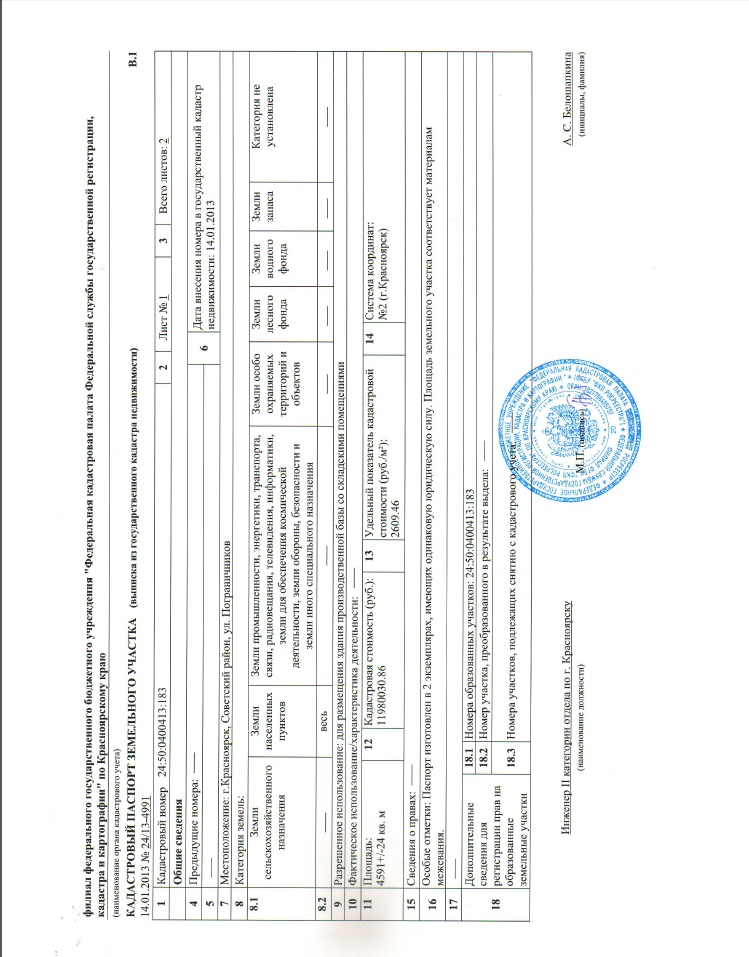 филиал федерального государственного бюджетного учреждения "Федеральная кадастровая палата Федеральной службы государственной регистрации,
кадастра и картографии" по Красноярскому краю
(наименование органа кадастрового учета)
КАДАСТРОВЫЙ ПАСПОРТ ЗЕМЕЛЬНОГО УЧАСТКА (выписка из государственного кадастра недвижимости) В.1
14.01.2013 № 24/13-4991
1 Кадастровый номер 24:50:0400413:183 2 Лист № 1 3 Всего листов: 2
Общие сведения
4 Предыдущие номера: —
5 —
6 Дата внесения номера в государственный кадастр
недвижимости: 14.01.2013
7 Местоположение: г.Красноярск, Советский район, ул. Пограничников
8 Категория земель:
8.1
Земли
сельскохозяйственного
назначения
Земли
населенных
пунктов
Земли промышленности, энергетики, транспорта,
связи, радиовещания, телевидения, информатики,
земли для обеспечения космической
деятельности, земли обороны, безопасности и
земли иного специального назначения
Земли особо
охраняемых
территорий и
объектов
Земли
лесного
фонда
Земли
водного
фонда
Земли
запаса
Категория не
установлена
8.2 — весь — — — — — —
9 Разрешенное использование: для размещения здания производственной базы со складскими помещениями
10 Фактическое использование/характеристика деятельности: —
11 Площадь:
4591+/-24 кв. м
12 Кадастровая стоимость (руб.):
11980030.86
13 Удельный показатель кадастровой
стоимости (руб./м²):
2609.46
14 Система координат:
№2 (г.Красноярск)
15 Сведения о правах: —
16 Особые отметки: Паспорт изготовлен в 2 экземплярах, имеющих одинаковую юридическую силу. Площадь земельного участка соответствует материалам
межевания.
17 —
18
Дополнительные
сведения для
регистрации прав на
образованные
земельные участки
18.1 Номера образованных участков: 24:50:0400413:183
18.2 Номер участка, преобразованного в результате выдела: —
18.3 Номера участков, подлежащих снятию с кадастрового учета:
Инженер II категории отдела по г. Красноярску
(наименование должности)
М.П. (подпись)
А. С. Белошапкина
(инициалы, фамилия)